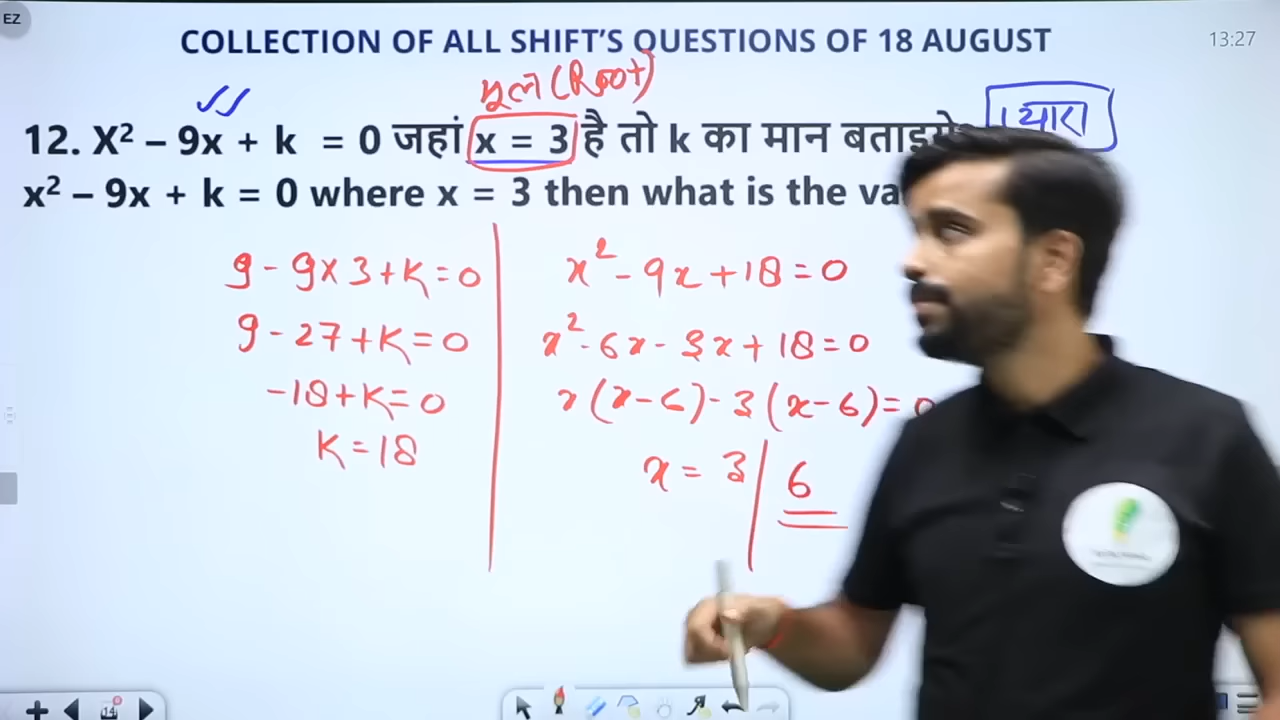 EZ
COLLECTION OF ALL SHIFT'S QUESTIONS OF 18 AUGUST
13:27
मूल (Root)
प्यारा
12. X² – 9x + k = 0 जहां x = 3 है तो k का मान बताइये
x² – 9x + k = 0 where x = 3 then what is the va
9 - 9×3+K=0
9 - 27+K=0
-18+K=0
K=18
x²-9x+18=0
x²-6x-3x+18=0
x(x-6)-3(x-6)=0
x = 3 | 6
14